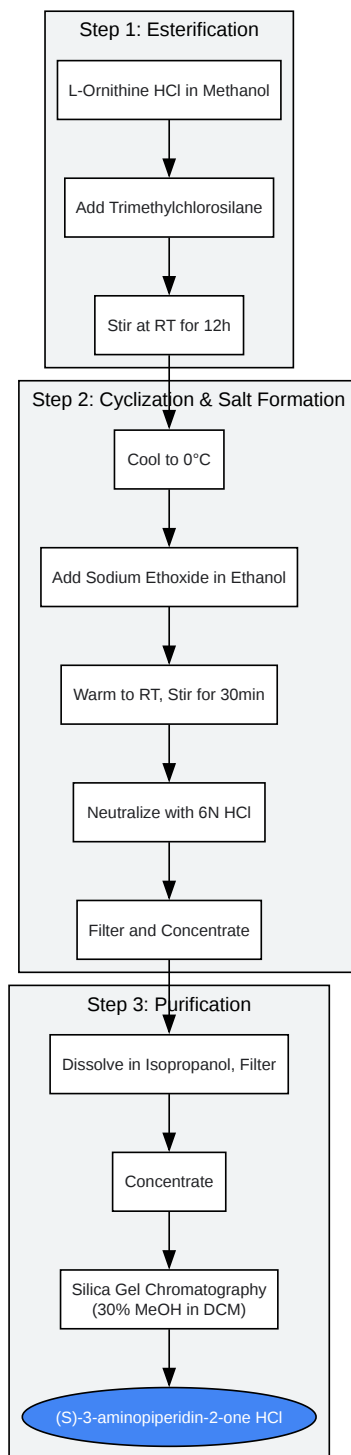 Step 1: Esterification
L-Ornithine HCl in Methanol
Add Trimethylchlorosilane
Stir at RT for 12h
Step 2: Cyclization & Salt Formation
Cool to 0°C
Add Sodium Ethoxide in Ethanol
Warm to RT, Stir for 30min
Neutralize with 6N HCl
Filter and Concentrate
Step 3: Purification
Dissolve in Isopropanol, Filter
Concentrate
Silica Gel Chromatography
(30% MeOH in DCM)
(S)-3-aminopiperidin-2-one HCl